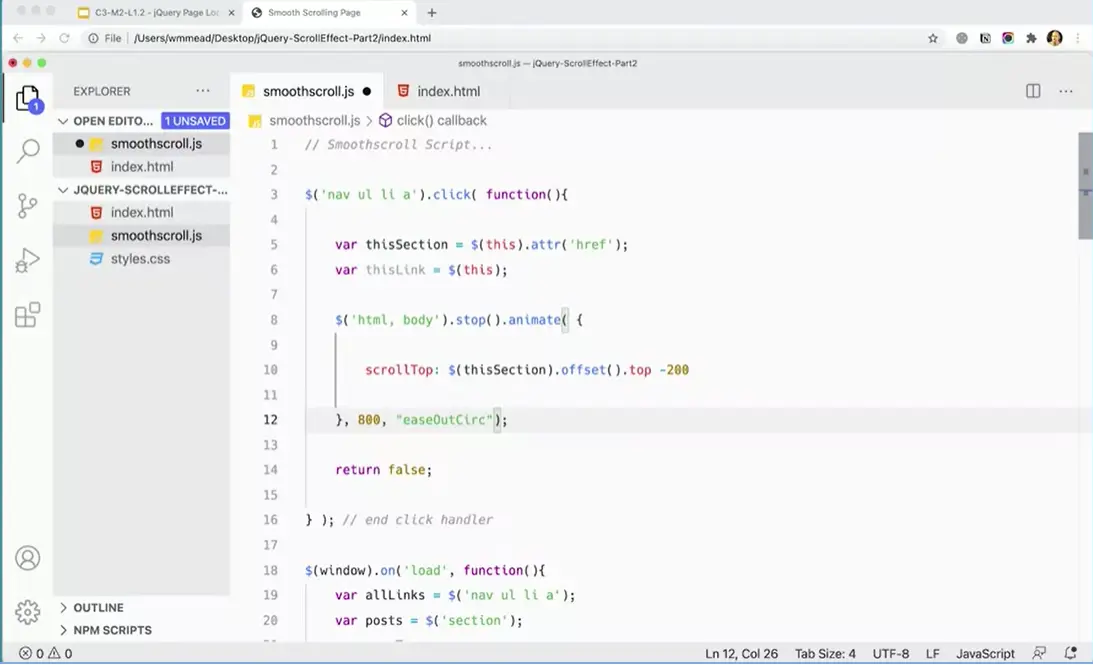 C3-M2-L1.2 - jQuery Page Loc
Smooth Scrolling Page
File /Users/wmmead/Desktop/jQuery-ScrollEffect-Part2/index.html
smoothscroll.js — jQuery-ScrollEffect-Part2
EXPLORER
smoothscroll.js
index.html
OPEN EDITO... 1 UNSAVED
smoothscroll.js
index.html
JQUERY-SCROLLEFFECT-...
index.html
smoothscroll.js
styles.css
OUTLINE
NPM SCRIPTS
1
smoothscroll.js > click() callback
1 // Smoothscroll Script...
2
3 $('nav ul li a').click( function(){
4
5 var thisSection = $(this).attr('href');
6 var thisLink = $(this);
7
8 $('html, body').stop().animate( {
9
10 scrollTop: $(thisSection).offset().top -200
11
12 }, 800, "easeOutCirc");
13
14 return false;
15
16 } ); // end click handler
17
18 $(window).on('load', function(){
19 var allLinks = $('nav ul li a');
20 var posts = $('section');
0 0
Ln 12, Col 26 Tab Size: 4 UTF-8 LF JavaScript